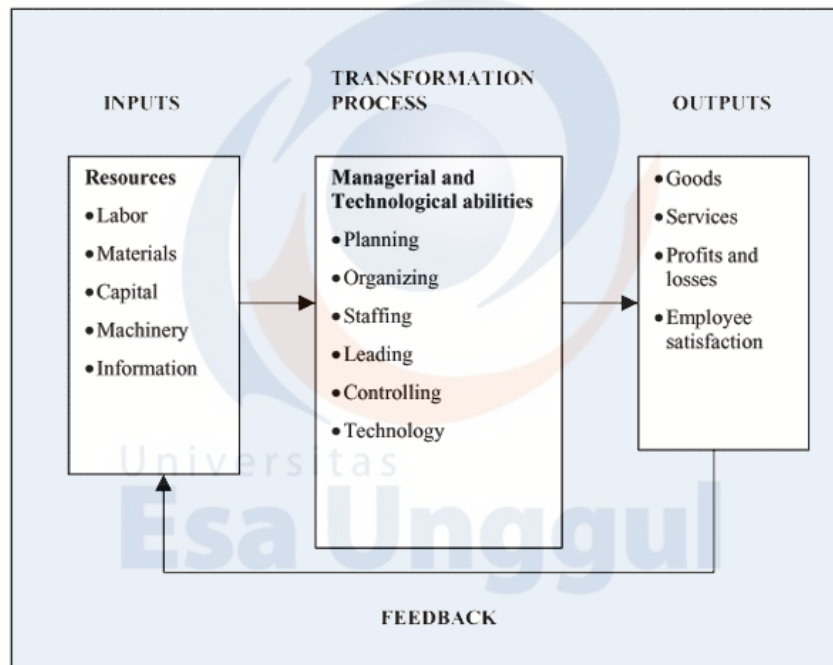 INPUTS
TRANSFORMATION
PROCESS
OUTPUTS
Resources
•Labor
•Materials
•Capital
•Machinery
•Information
Managerial and
Technological abilities
•Planning
•Organizing
•Staffing
•Leading
•Controlling
•Technology
•Goods
•Services
•Profits and
losses
•Employee
satisfaction
Universitas
Esa Unggul
FEEDBACK